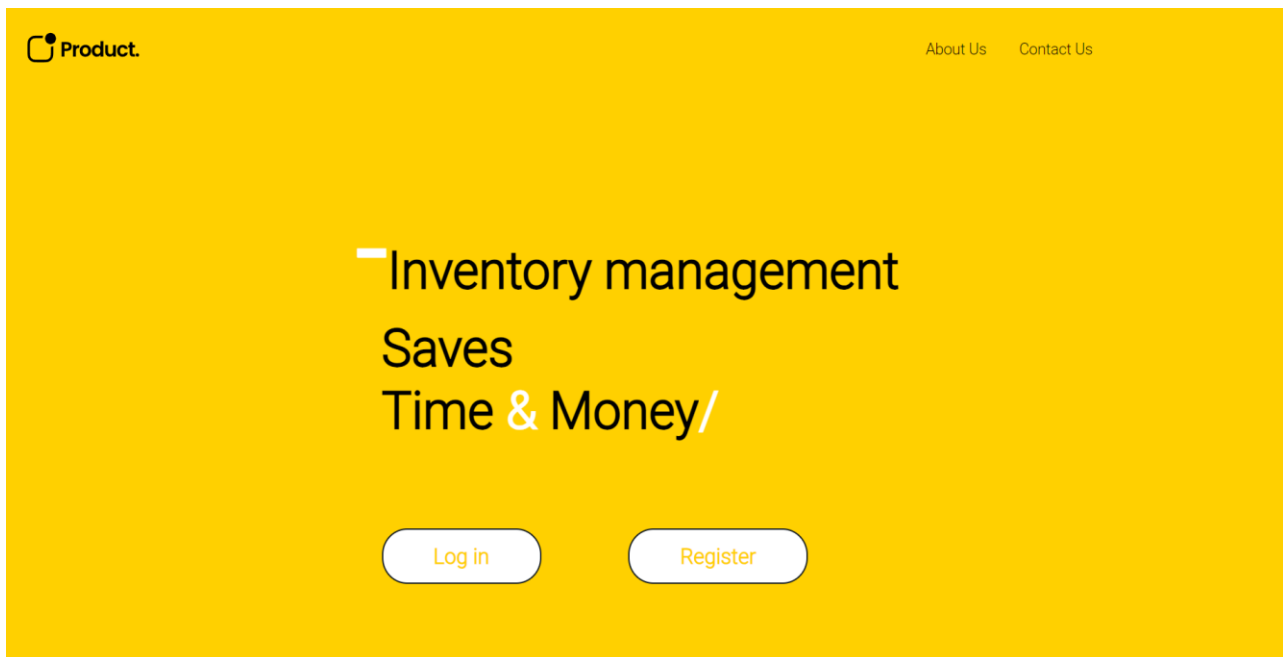 Product.
About Us Contact Us
Inventory management
Saves
Time & Money/
Log in Register